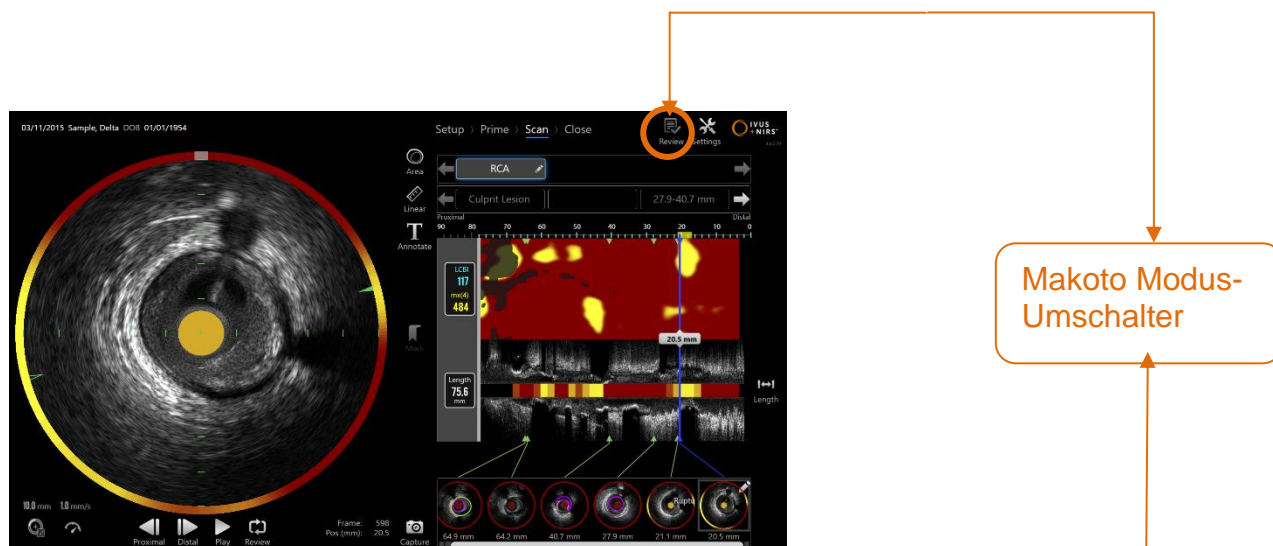 03/11/2015 Sample, Delta DOB 01/01/1954
Setup Prime Scan Close
Review Settings
IVUS
+NIRS™
Area
RCA
Linear
Culprit Lesion 27.9-40.7 mm
Annotate
Proximal Distal
90 80 70 60 50 40 30 20 10 0
LCBI
117
mx(4)
484
Mark
20.5 mm
Length
75.6
mm
Length
Makoto Modus-
Umschalter
10.0 mm 1.0 mm/s
Proximal Distal Play Review
Frame: 598
Pos (mm): 20.5
Capture
Ruptu
64.9 mm 64.2 mm 40.7 mm 27.9 mm 21.1 mm 20.5 mm